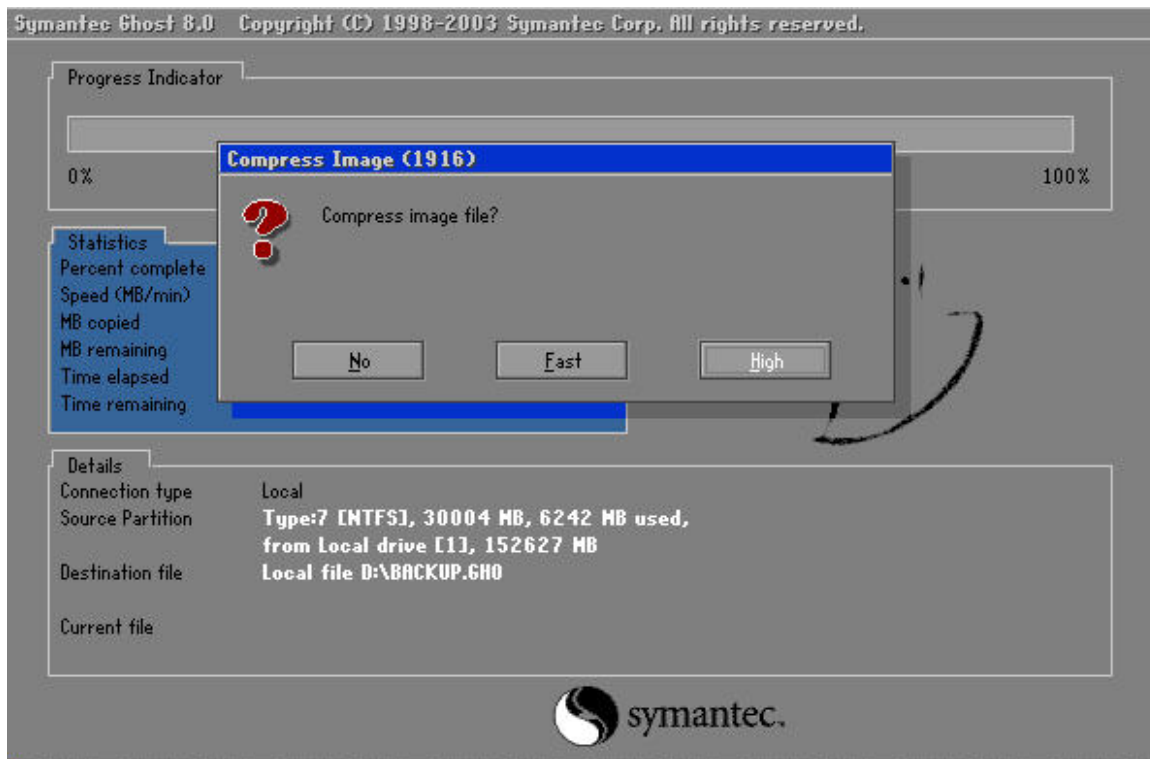 Symantec Ghost 8.0   Copyright (C) 1998-2003 Symantec Corp. All rights reserved.
Progress Indicator
0%
100%
Compress Image (1916)
Compress image file?
No
Fast
High
Statistics
Percent complete
Speed (MB/min)
MB copied
MB remaining
Time elapsed
Time remaining
Details
Connection type Local
Source Partition Type:7 [NTFS], 30004 MB, 6242 MB used,
from Local drive [1], 152627 MB
Destination file Local file D:\BACKUP.GHO
Current file
symantec.